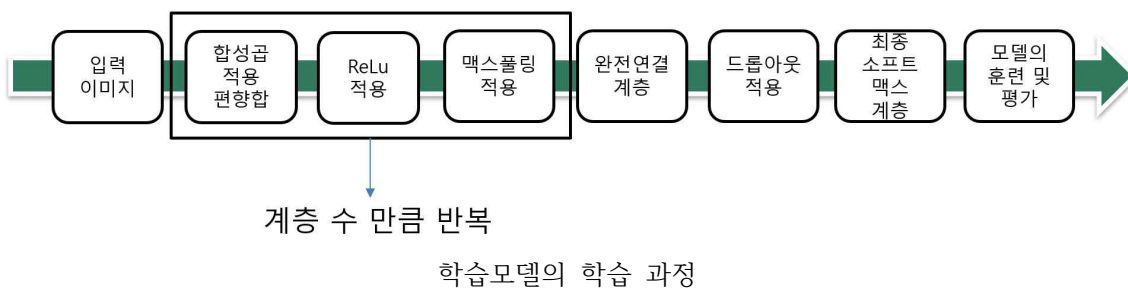 입력
이미지
합성곱
적용
편향합
ReLu
적용
맥스풀링
적용
완전연결
계층
드롭아웃
적용
최종
소프트
맥스
계층
모델의
훈련 및
평가
계층 수 만큼 반복
학습모델의 학습 과정